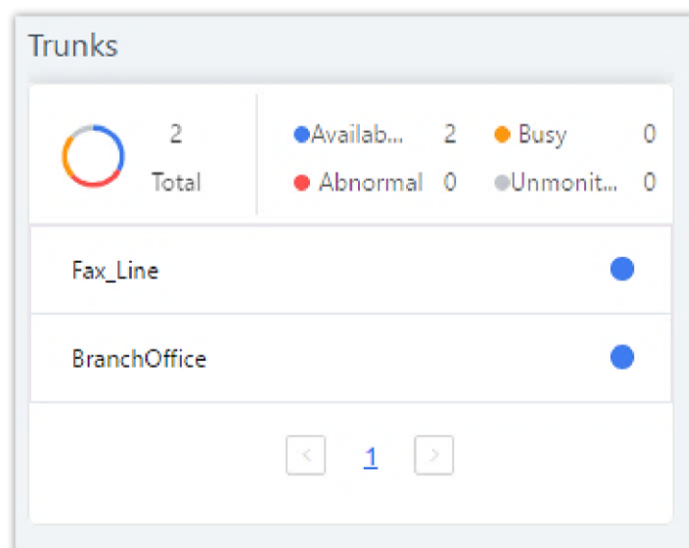 Trunks
2 Availab... 2 Busy 0
Total Abnormal 0 Unmonit... 0
Fax_Line
BranchOffice
< 1 >